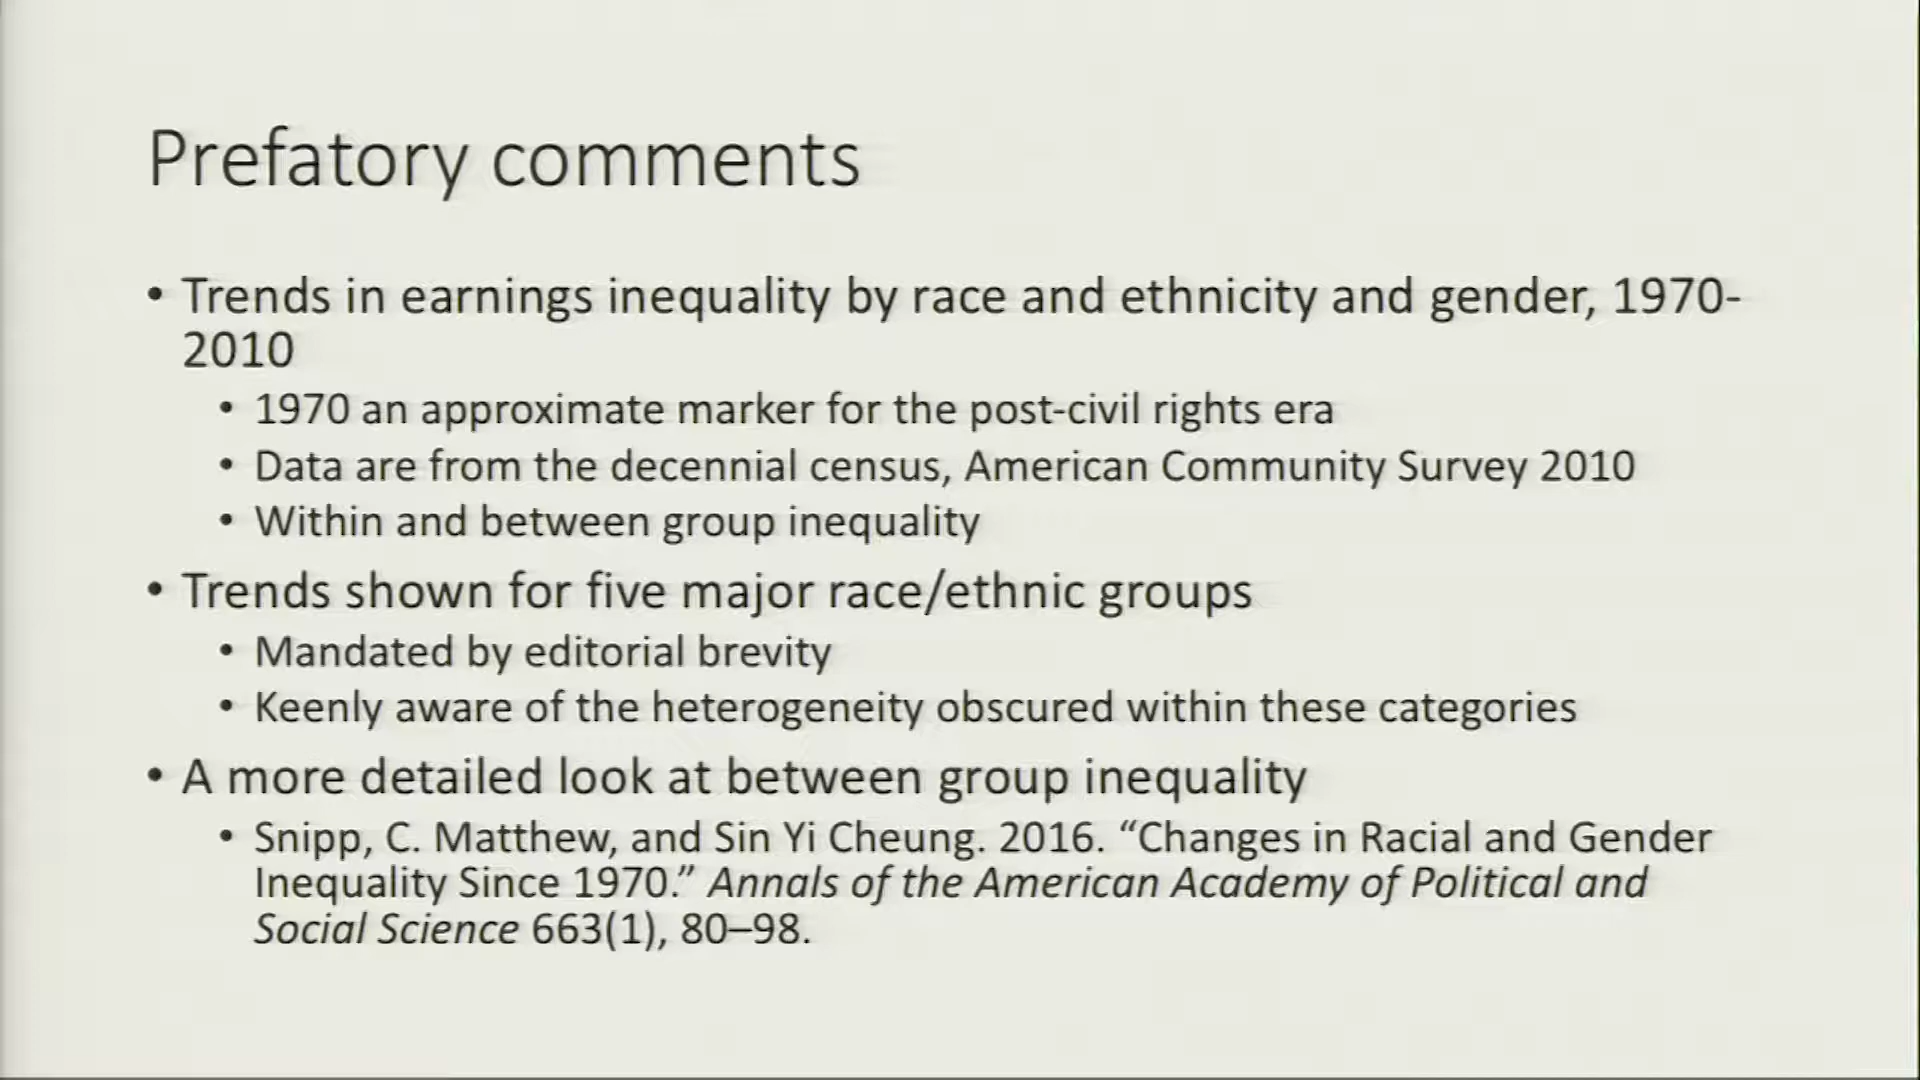 Prefatory comments
• Trends in earnings inequality by race and ethnicity and gender, 1970-
2010
• 1970 an approximate marker for the post-civil rights era
• Data are from the decennial census, American Community Survey 2010
• Within and between group inequality
• Trends shown for five major race/ethnic groups
• Mandated by editorial brevity
• Keenly aware of the heterogeneity obscured within these categories
• A more detailed look at between group inequality
• Snipp, C. Matthew, and Sin Yi Cheung. 2016. “Changes in Racial and Gender
Inequality Since 1970.” Annals of the American Academy of Political and
Social Science 663(1), 80–98.